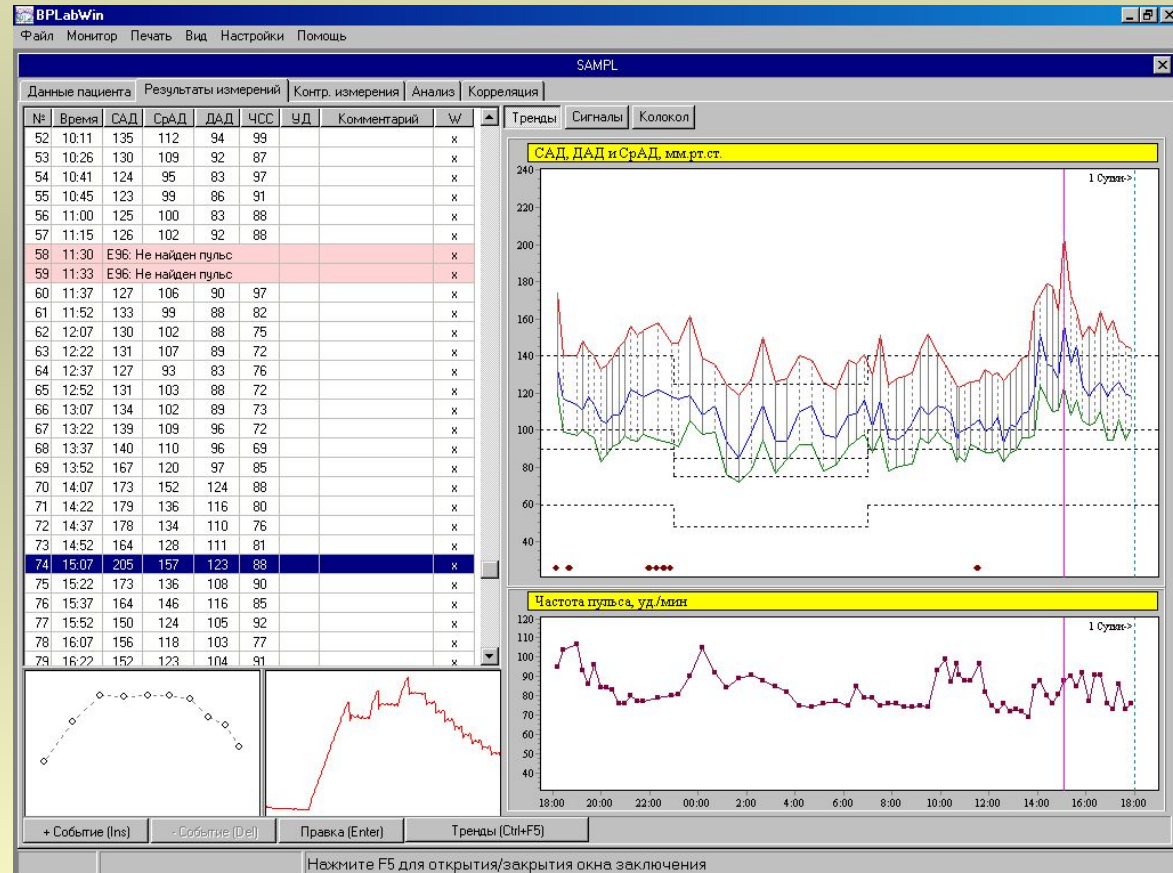 BPLabWin
Файл Монитор Печать Вид Настройки Помощь
SAMPL
Данные пациента Результаты измерений Контр. измерения Анализ Корреляция
№ Время САД СрАД ДАД ЧСС УД Комментарий W
52 10:11 135 112 94 99 x
53 10:26 130 109 92 87 x
54 10:41 124 95 83 97 x
55 10:45 123 99 86 91 x
56 11:00 125 100 83 88 x
57 11:15 126 102 92 88 x
58 11:30 E96: Не найден пульс x
59 11:33 E96: Не найден пульс x
60 11:37 127 106 90 97 x
61 11:52 133 99 88 82 x
62 12:07 130 102 88 75 x
63 12:22 131 107 89 72 x
64 12:37 127 93 83 76 x
65 12:52 131 103 88 72 x
66 13:07 134 102 89 73 x
67 13:22 139 109 96 72 x
68 13:37 140 110 96 69 x
69 13:52 167 120 97 85 x
70 14:07 173 152 124 88 x
71 14:22 179 136 116 80 x
72 14:37 178 134 110 76 x
73 14:52 164 128 111 81 x
74 15:07 205 157 123 88 x
75 15:22 173 136 108 90 x
76 15:37 164 146 116 85 x
77 15:52 150 124 105 92 x
78 16:07 156 118 103 77 x
79 16:22 152 123 104 91 x
Тренды Сигналы Колокол
САД, ДАД и СрАД, мм.рт.ст.
1 Сутки->
240
220
200
180
160
140
120
100
80
60
40
Частота пульса, уд./мин
1 Сутки->
120
110
100
90
80
70
60
50
40
18:00 20:00 22:00 00:00 2:00 4:00 6:00 8:00 10:00 12:00 14:00 16:00 18:00
+ Событие (Ins) - Событие (Del) Правка (Enter) Тренды (Ctrl+F5)
Нажмите F5 для открытия/закрытия окна заключения